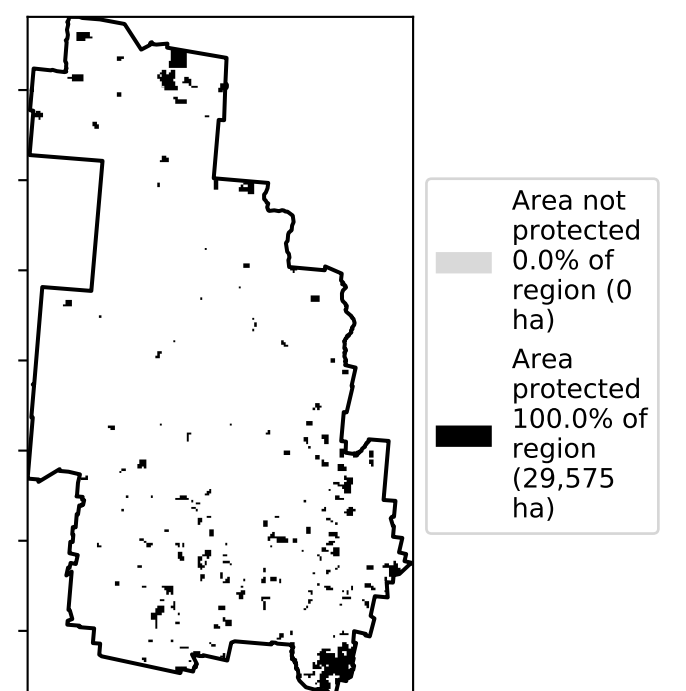 Area not
protected
0.0% of
region (0
ha)
Area
protected
100.0% of
region
(29,575
ha)